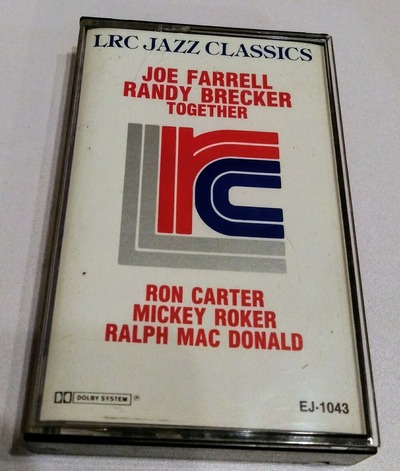 LRC JAZZ CLASSICS
JOE FARRELL
RANDY BRECKER
TOGETHER
lrc
RON CARTER
MICKEY ROKER
RALPH MAC DONALD
DOLBY SYSTEM ®
EJ-1043